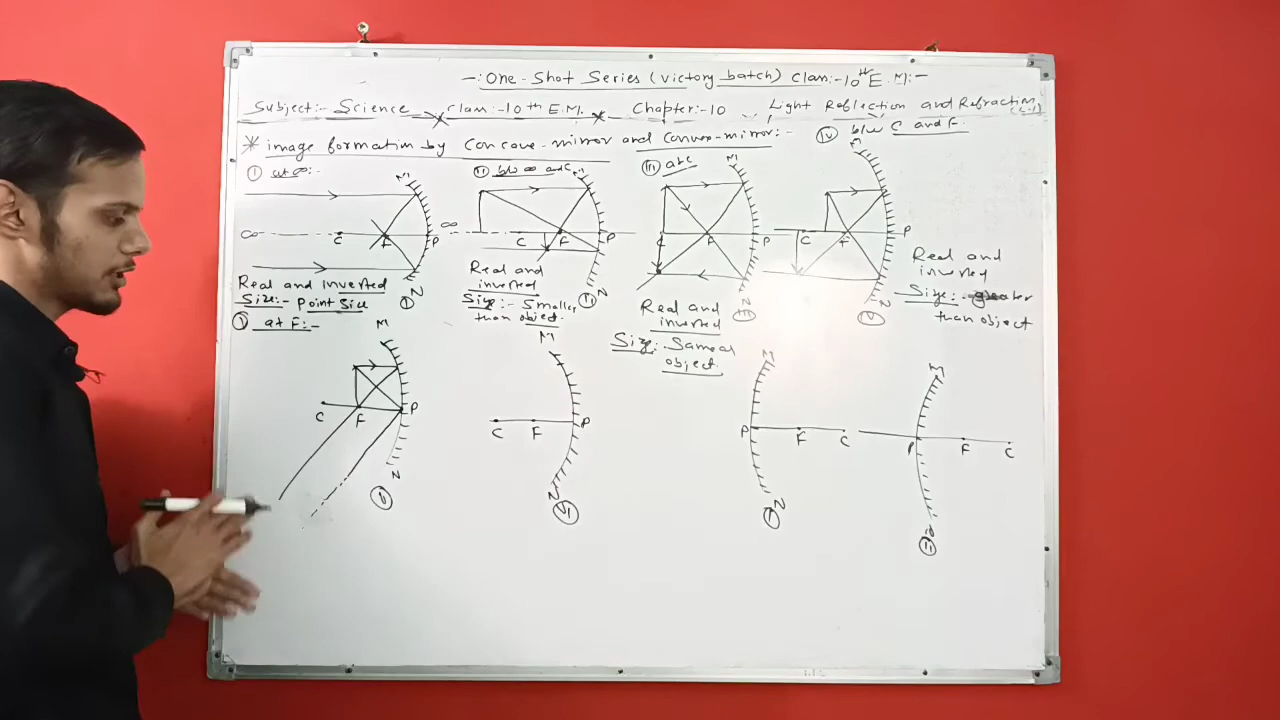 -: One-Shot Series (victory batch) Class:-10th E.M:-
Subject:- Science Class:-10th E.M. Chapter:-10 Light Reflection and Refraction (L-1)
* image formation by Concave-mirror and Convex-mirror:-
(i) at ∞:-
M
∞ C F P
N
(i)
Real and Inverted
Size:- Point Size
(ii) b/w ∞ and C
M
∞ C F P
N
(ii)
Real and
inverted
Size:- Smaller
than object.
(iii) at C
M
C F P
N
(iii)
Real and
inverted
Size:- Same as
object.
(iv) b/w C and F.
M
C F P
N
Real and
inverted
Size:- greater
than object
(v) at F:-
M
C F P
N
M
C F P
N
M
P F C
M
P F C